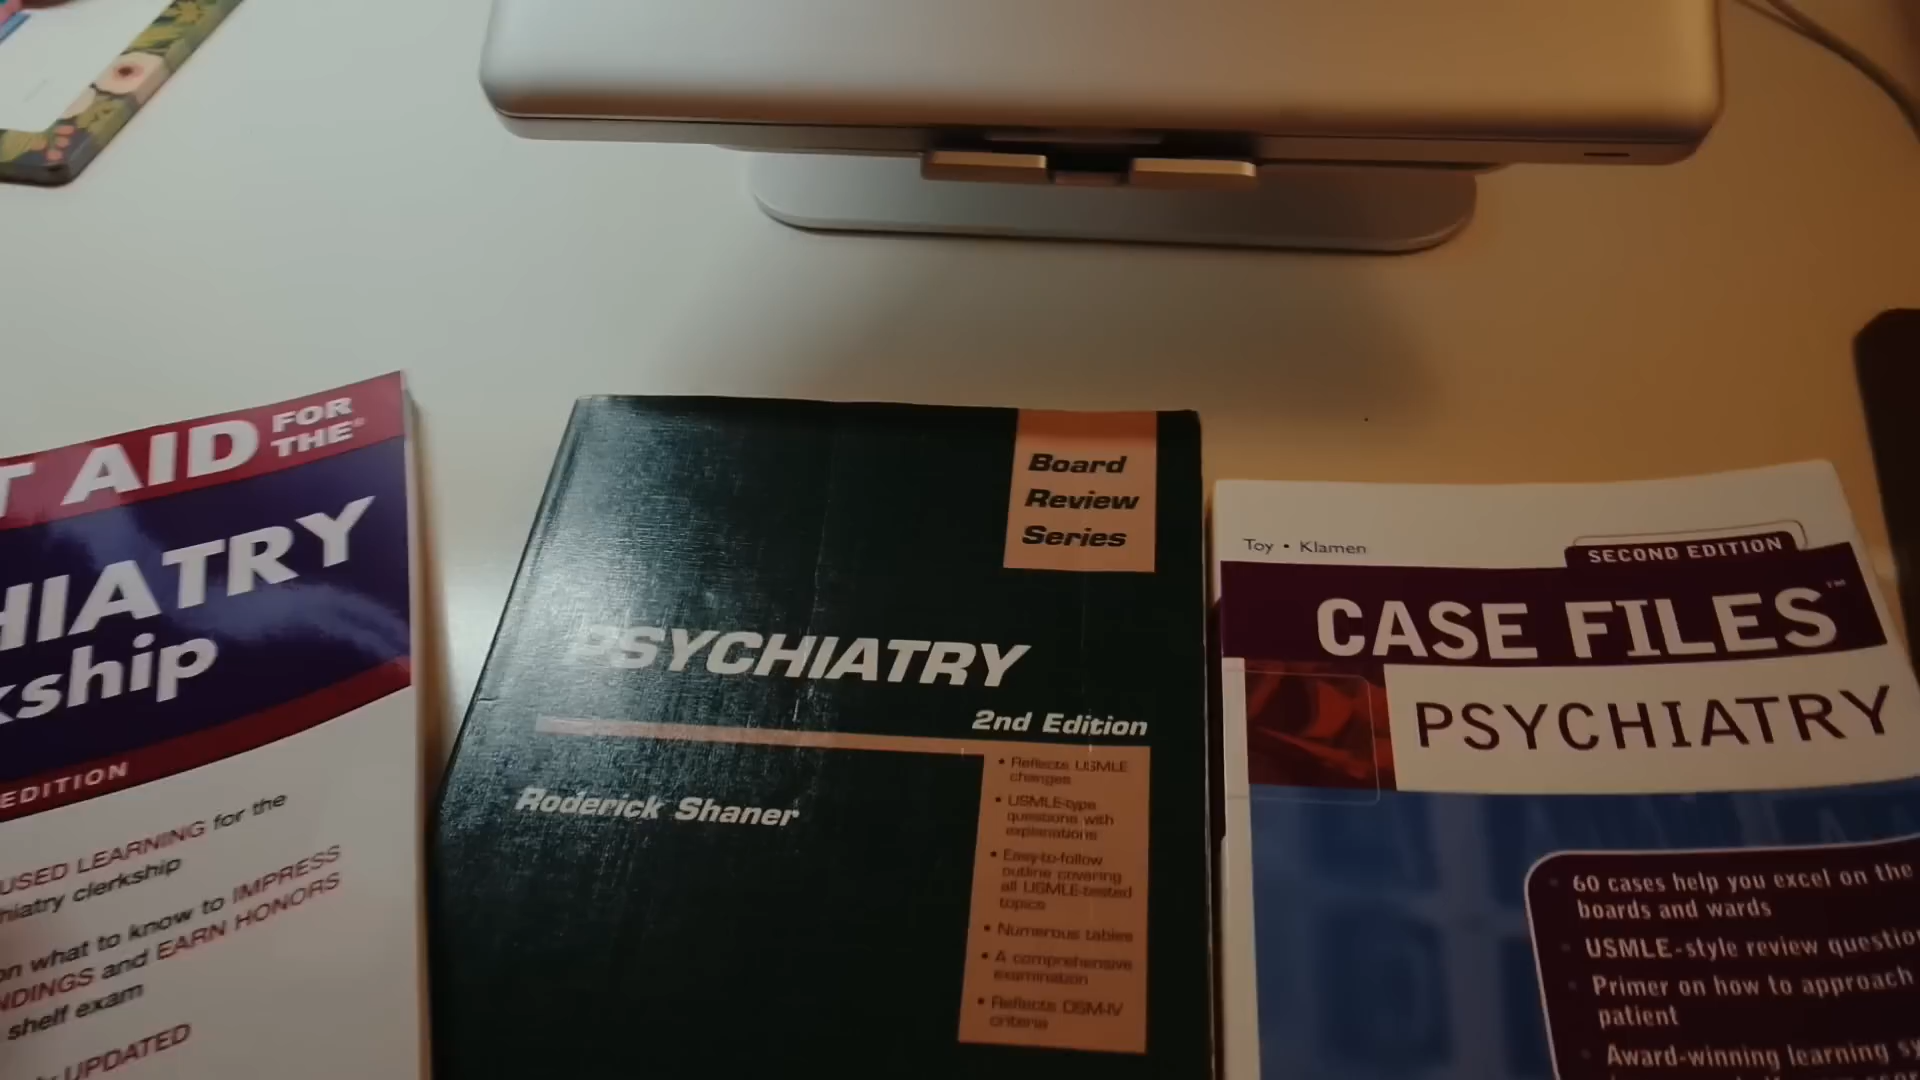 T AID FOR THE®
HIATRY
kship
EDITION
USED LEARNING for the
hiatry clerkship
on what to know to IMPRESS
NDINGS and EARN HONORS
shelf exam
UPDATED
Board
Review
Series
PSYCHIATRY
2nd Edition
Roderick Shaner
• Reflects USMLE
changes
• USMLE-type
questions with
explanations
• Easy-to-follow
outline covering
all USMLE-tested
topics
• Numerous tables
• A comprehensive
examination
• Reflects DSM-IV
criteria
Toy • Klamen
SECOND EDITION
CASE FILES™
PSYCHIATRY
60 cases help you excel on the
boards and wards
USMLE-style review question
Primer on how to approach
patient
Award-winning learning sy